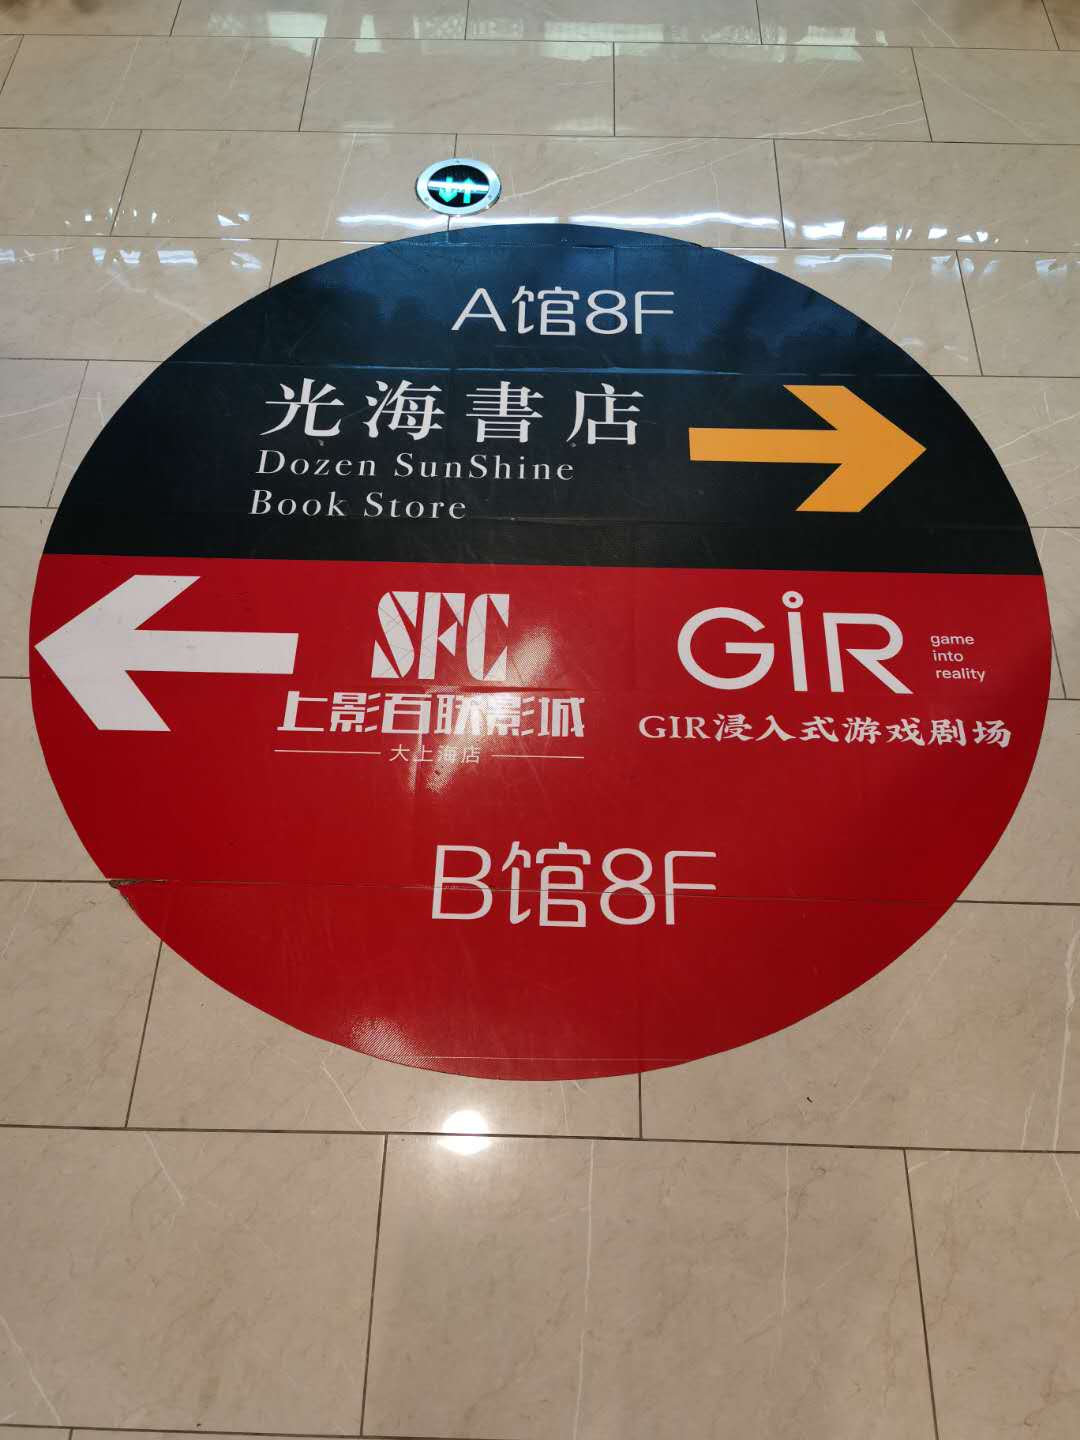 A馆8F
光海書店
Dozen SunShine
Book Store
SFC
上影百联影城
大上海店
GiR
game
into
reality
GIR浸入式游戏剧场
B馆8F